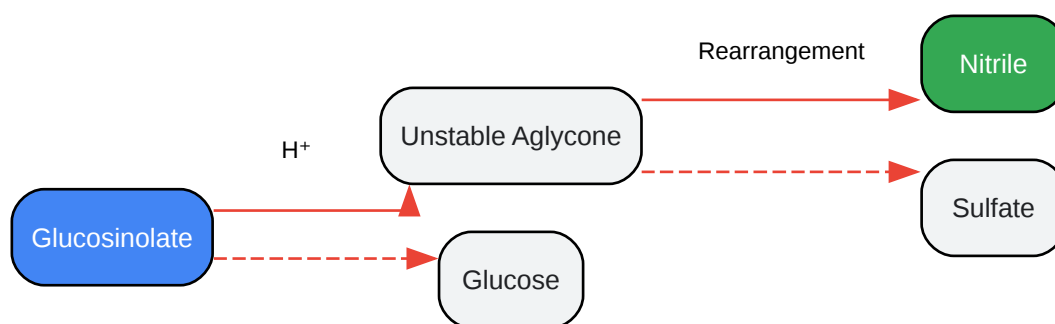 Rearrangement
Nitrile
Unstable Aglycone
H⁺
Sulfate
Glucosinolate
Glucose